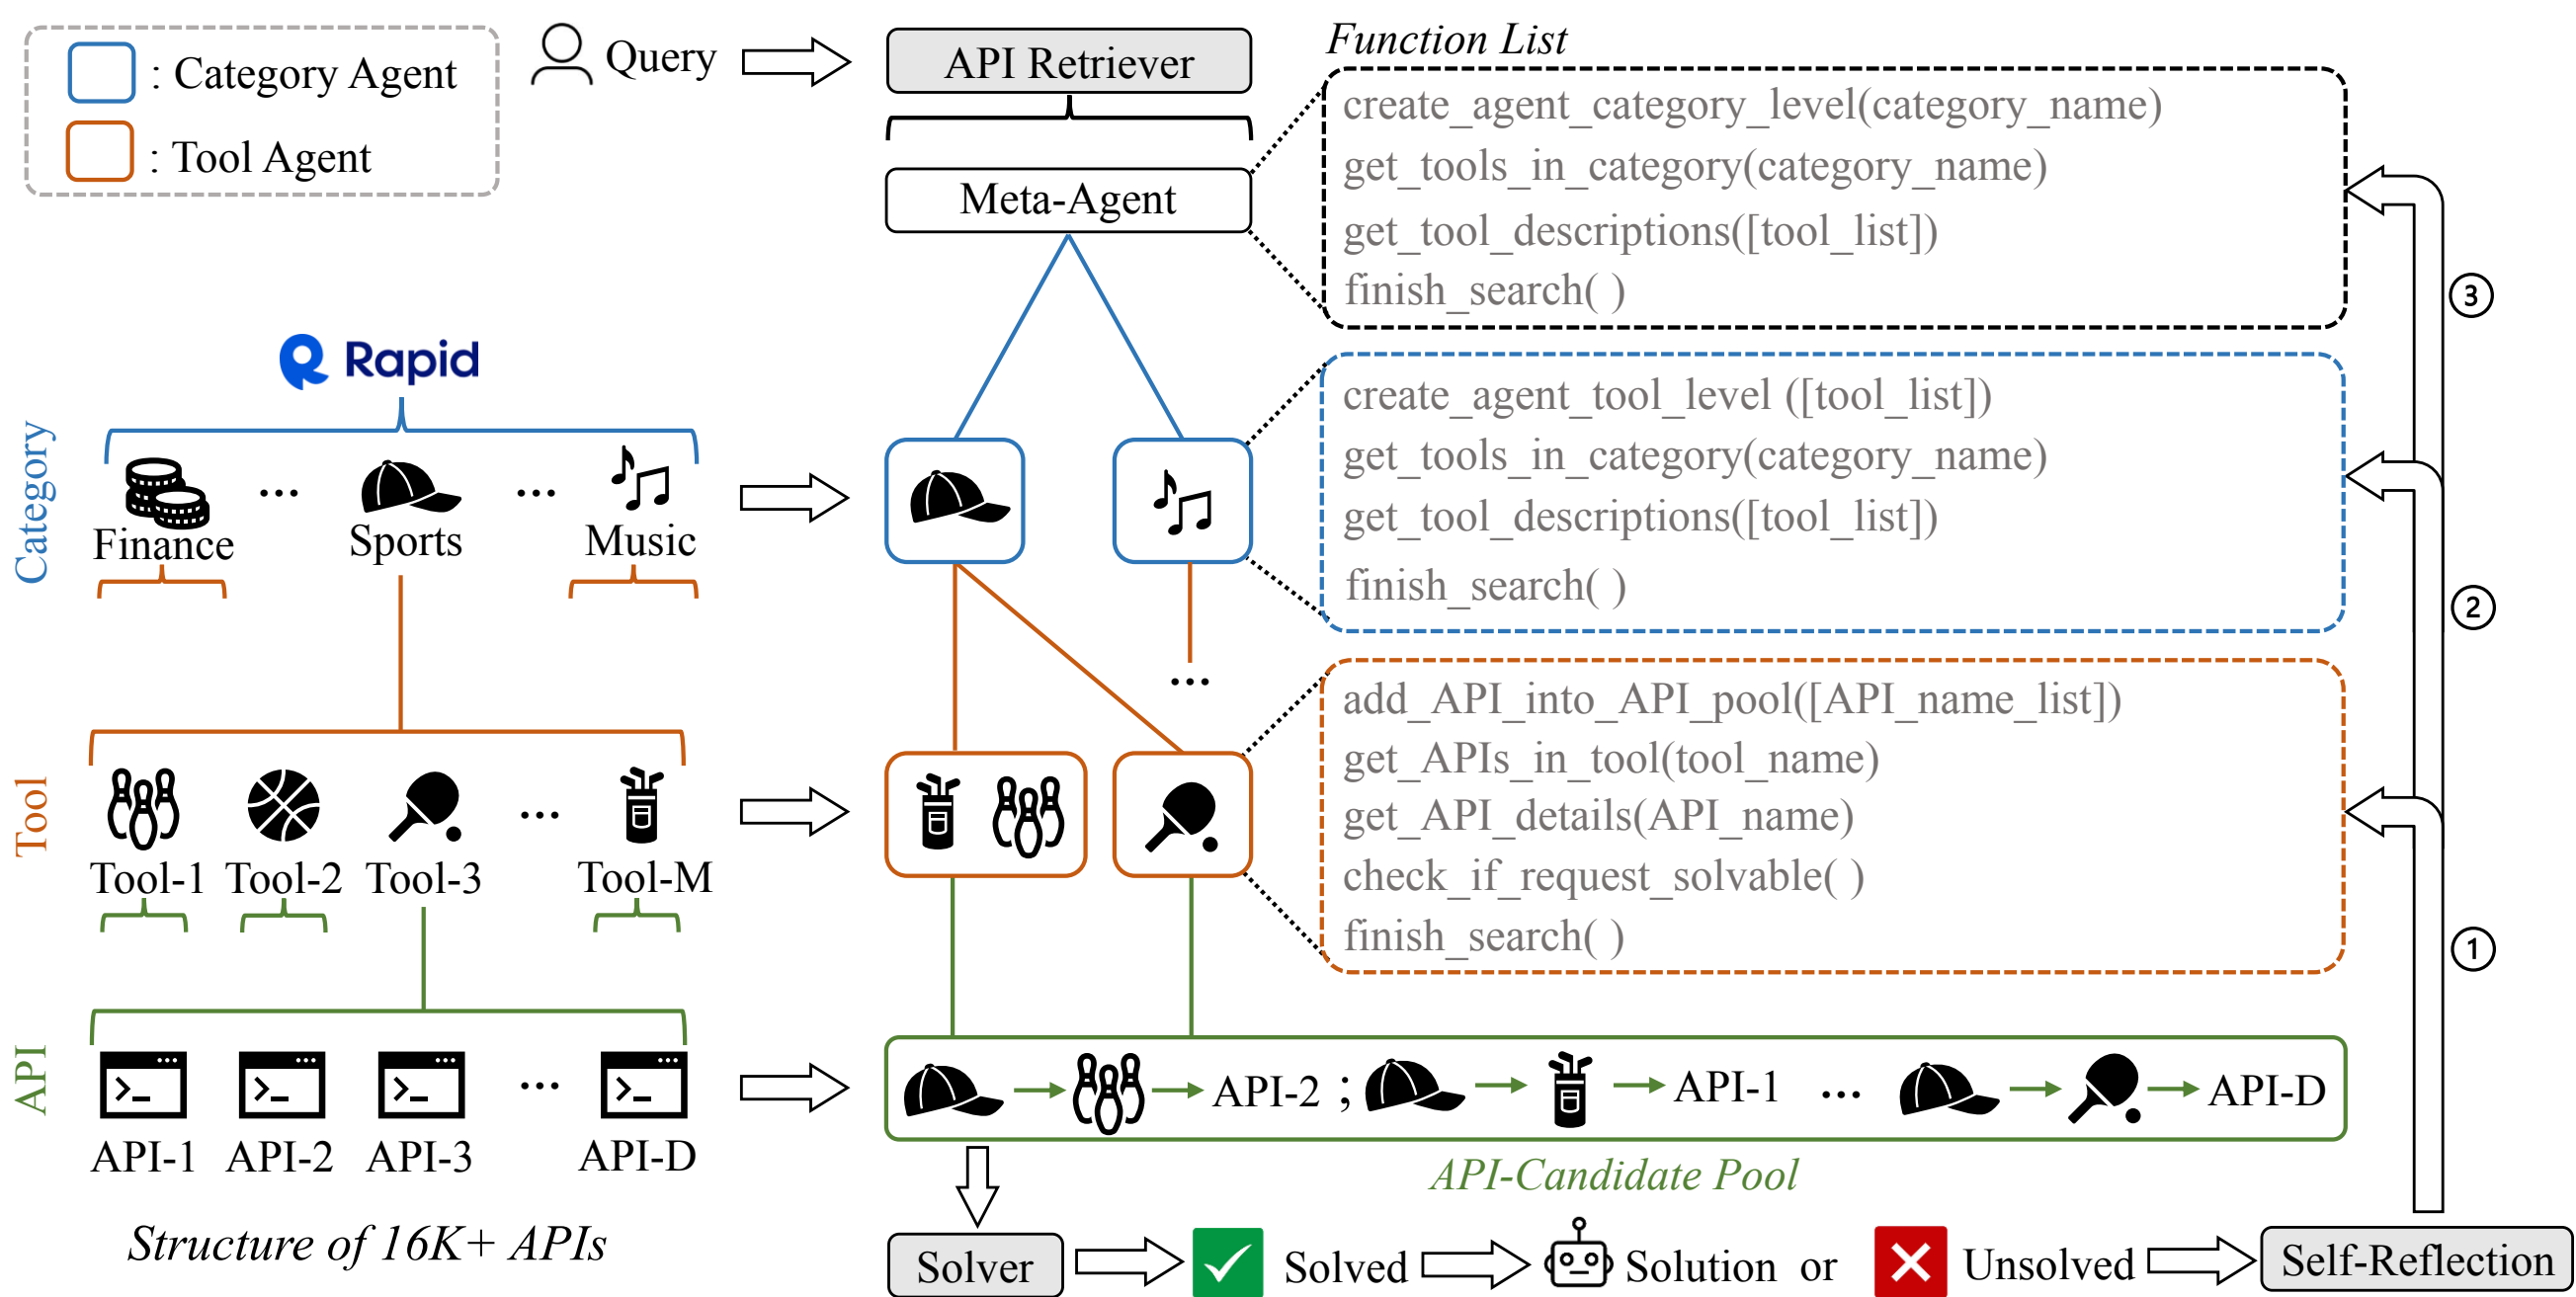 : Category Agent
: Tool Agent
Query
API Retriever
Meta-Agent
Function List
create_agent_category_level(category_name)
get_tools_in_category(category_name)
get_tool_descriptions([tool_list])
finish_search( )
3
Rapid
Category
Finance
...
Sports
...
Music
create_agent_tool_level ([tool_list])
get_tools_in_category(category_name)
get_tool_descriptions([tool_list])
finish_search( )
2
...
Tool
...
Tool-1 Tool-2 Tool-3 Tool-M
add_API_into_API_pool([API_name_list])
get_APIs_in_tool(tool_name)
get_API_details(API_name)
check_if_request_solvable( )
finish_search( )
1
API
...
API-1 API-2 API-3 API-D
Structure of 16K+ APIs
API-2 ; API-1 ... API-D
API-Candidate Pool
Solver
Solved
Solution or
Unsolved
Self-Reflection